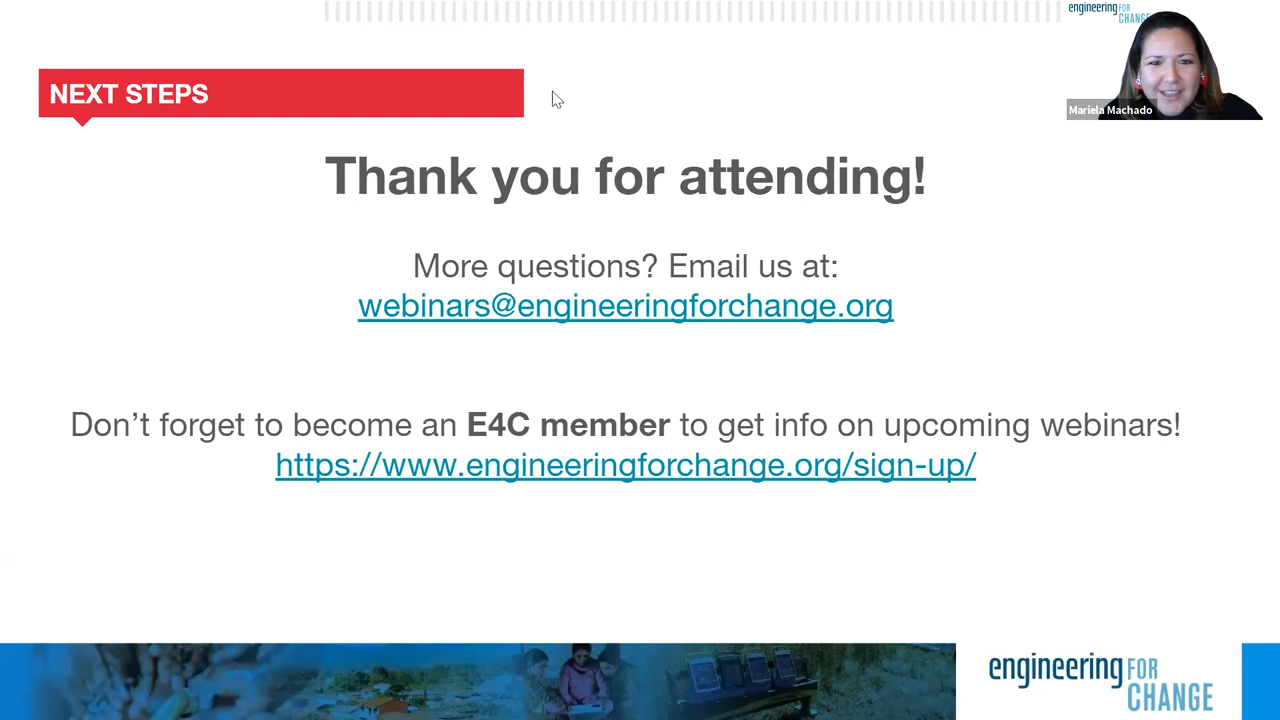 engineering FOR
CHANGE
Mariela Machado
NEXT STEPS
Thank you for attending!
More questions? Email us at:
webinars@engineeringforchange.org
Don’t forget to become an E4C member to get info on upcoming webinars!
https://www.engineeringforchange.org/sign-up/
engineering FOR
CHANGE